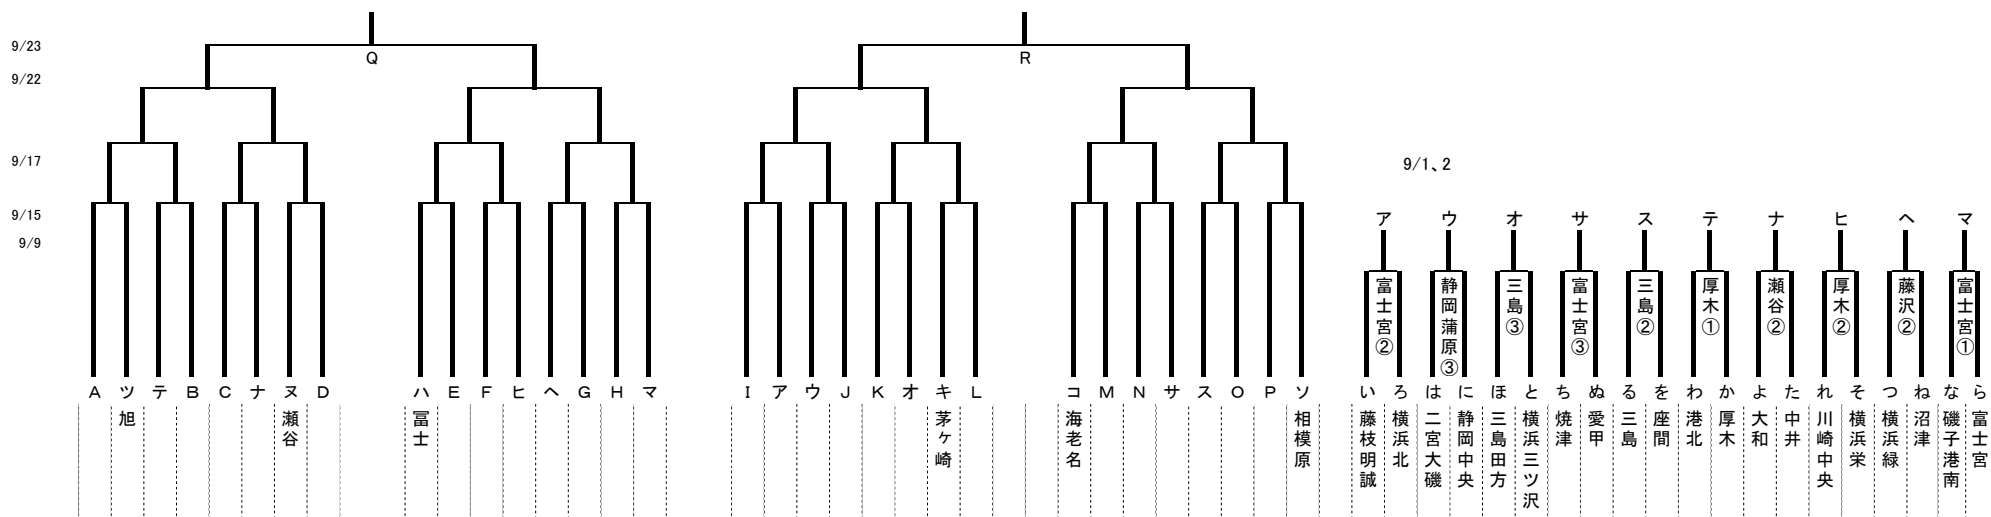 9/23
Q
R
9/22
9/17
9/1、2
9/15
9/9
ア ウ オ サ ス テ ナ ヒ ヘ マ
富士宮②
静岡蒲原③
三島③
富士宮③
三島②
厚木①
瀬谷②
厚木②
藤沢②
富士宮①
A ツ テ B C ナ ヌ D
ハ E F ヒ ヘ G H マ
I ア ウ J K オ キ L
コ M N サ ス O P ソ
い ろ は に ほ と ち ぬ る を わ か よ た れ そ つ ね な ら
旭
瀬谷
冨士
茅ヶ崎
海老名
相模原
藤枝明誠
横浜北
二宮大磯
静岡中央
三島田方
横浜三ツ沢
焼津
愛甲
三島
座間
港北
厚木
大和
中井
川崎中央
横浜栄
横浜緑
沼津
磯子港南
富士宮